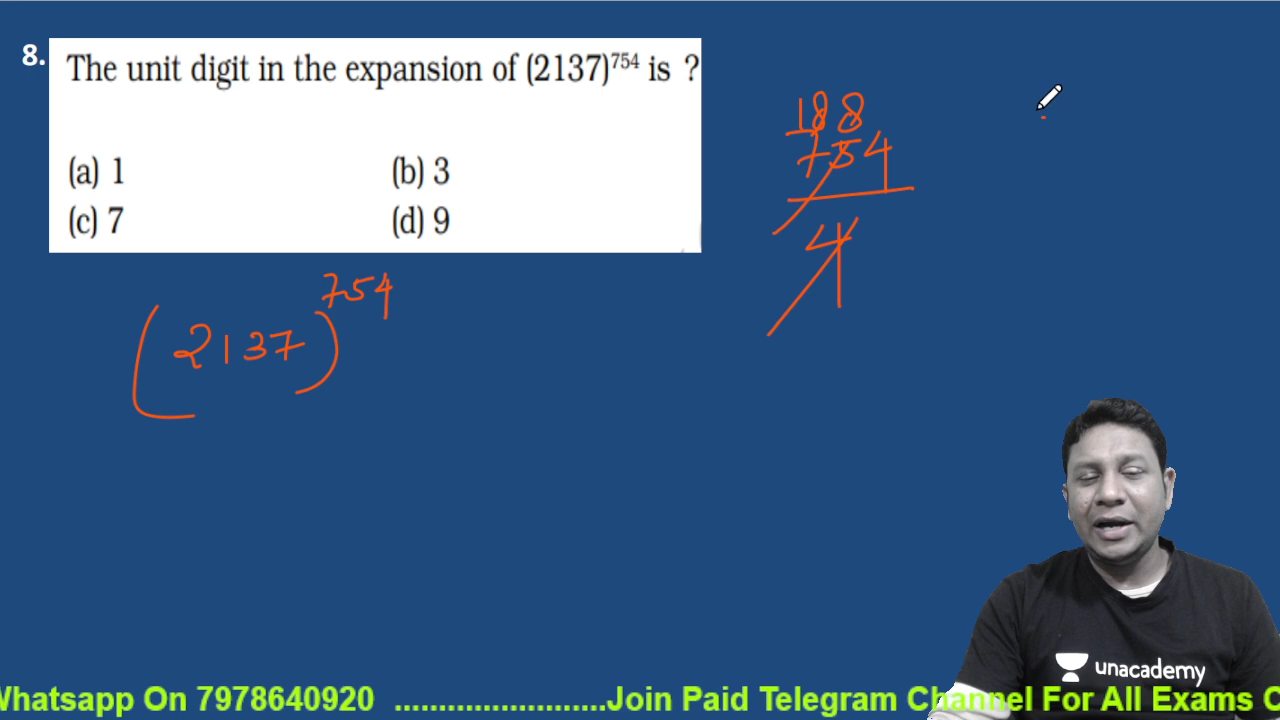 8.
The unit digit in the expansion of (2137)⁷⁵⁴ is ?
(a) 1 (b) 3
(c) 7 (d) 9
188
754
4
(2137)⁷⁵⁴
unacademy
Whatsapp On 7978640920 .......................Join Paid Telegram Channel For All Exams